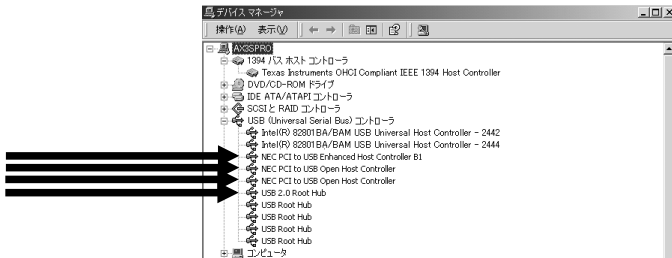 デバイス マネージャ
操作(A) 表示(V)
AX3SPRO
1394 バス ホスト コントローラ
Texas Instruments OHCI Compliant IEEE 1394 Host Controller
DVD/CD-ROM ドライブ
IDE ATA/ATAPI コントローラ
SCSI と RAID コントローラ
USB (Universal Serial Bus) コントローラ
Intel(R) 82801BA/BAM USB Universal Host Controller - 2442
Intel(R) 82801BA/BAM USB Universal Host Controller - 2444
NEC PCI to USB Enhanced Host Controller B1
NEC PCI to USB Open Host Controller
NEC PCI to USB Open Host Controller
USB 2.0 Root Hub
USB Root Hub
USB Root Hub
USB Root Hub
USB Root Hub
コンピュータ